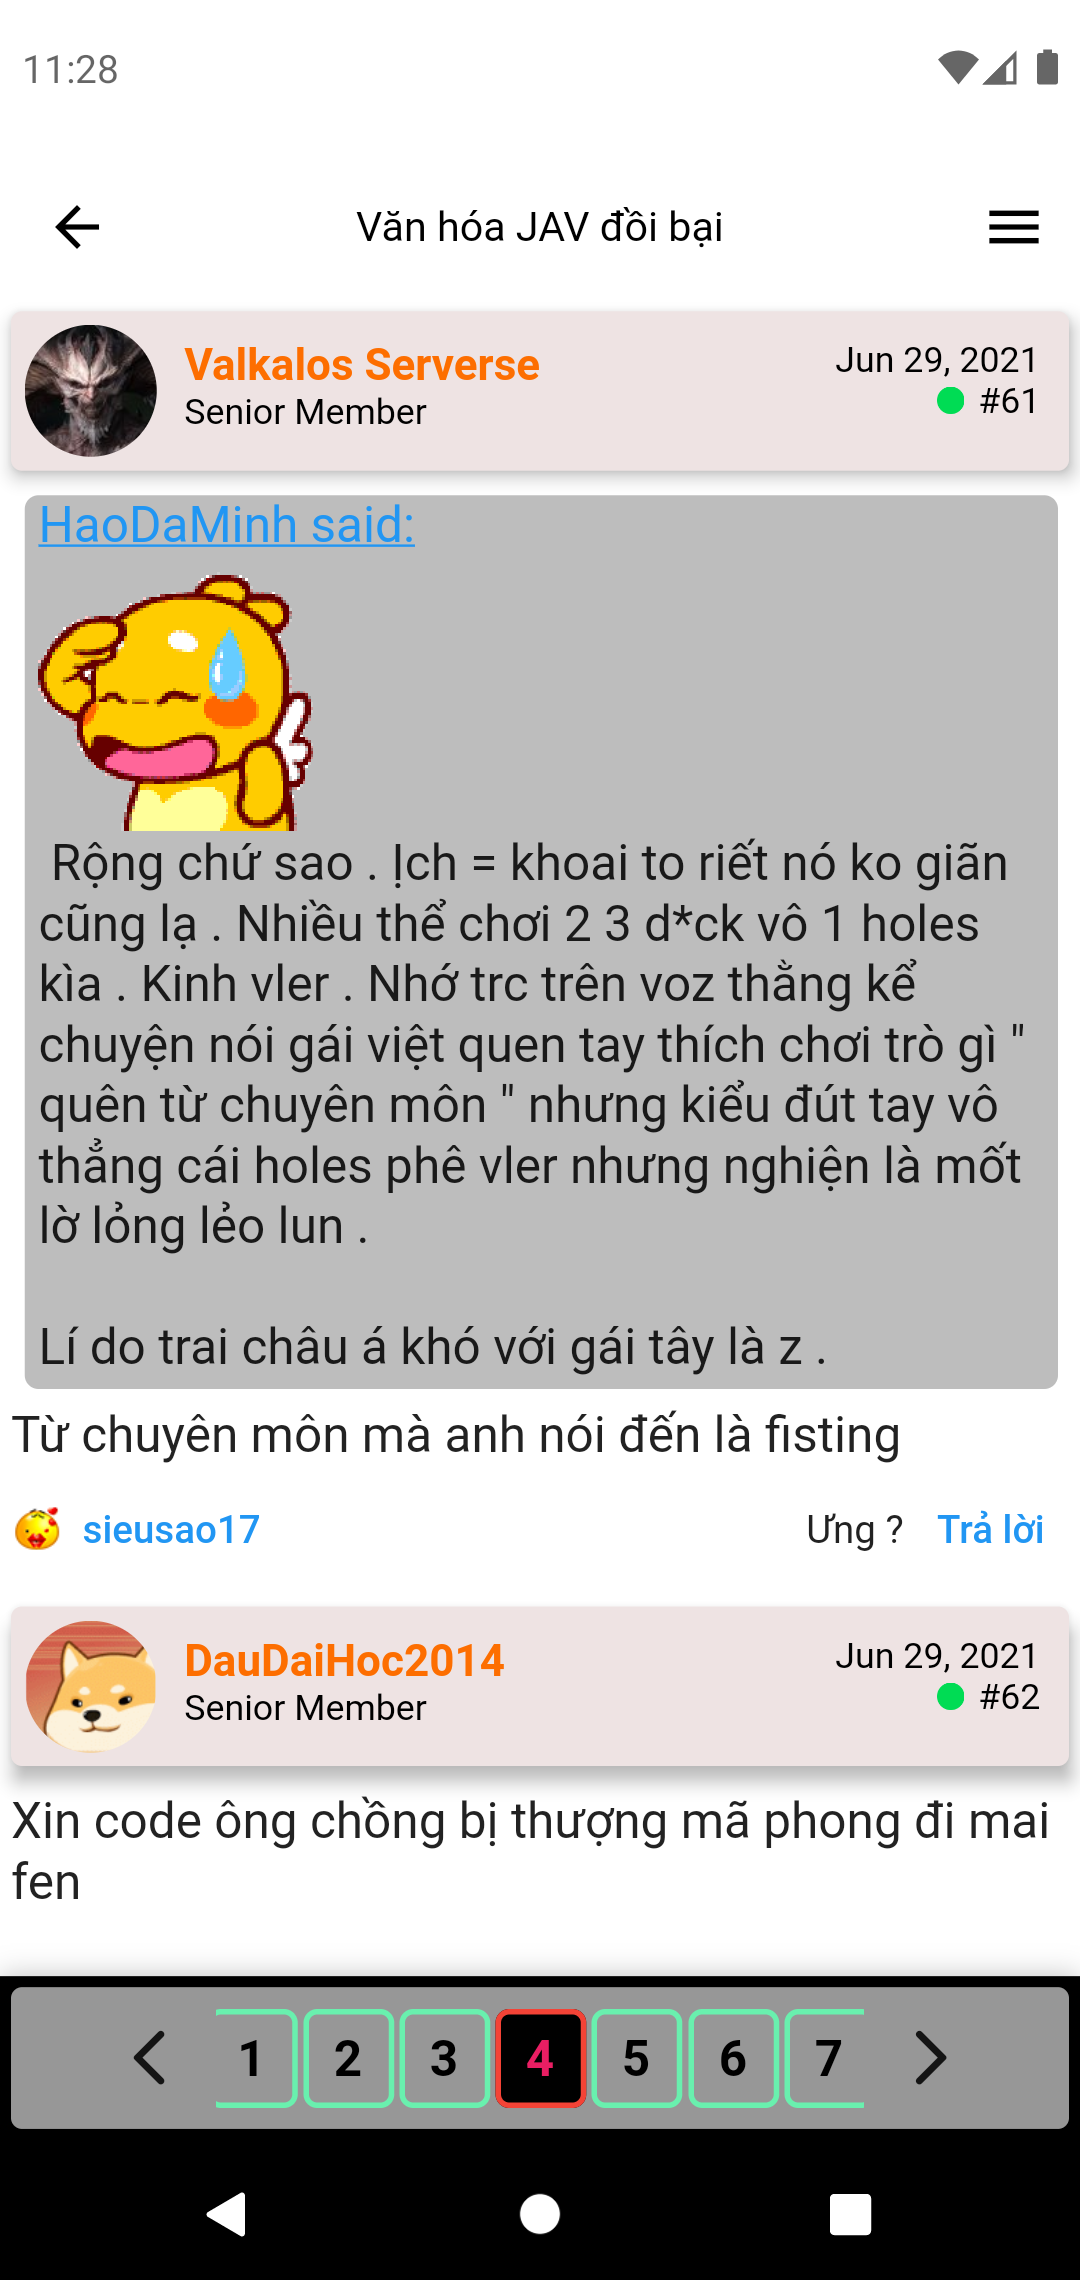 11:28
Văn hóa JAV đồi bại
Valkalos Serverse
Jun 29, 2021
Senior Member
#61
HaoDaMinh said:
Rộng chứ sao . Ịch = khoai to riết nó ko giãn
cũng lạ . Nhiều thể chơi 2 3 d*ck vô 1 holes
kìa . Kinh vler . Nhớ trc trên voz thằng kể
chuyện nói gái việt quen tay thích chơi trò gì "
quên từ chuyên môn " nhưng kiểu đút tay vô
thẳng cái holes phê vler nhưng nghiện là mốt
lờ lỏng lẻo lun .
Lí do trai châu á khó với gái tây là z .
Từ chuyên môn mà anh nói đến là fisting
sieusao17
Ưng ?
Trả lời
DauDaiHoc2014
Jun 29, 2021
Senior Member
#62
Xin code ông chồng bị thượng mã phong đi mai
fen
1 2 3 4 5 6 7